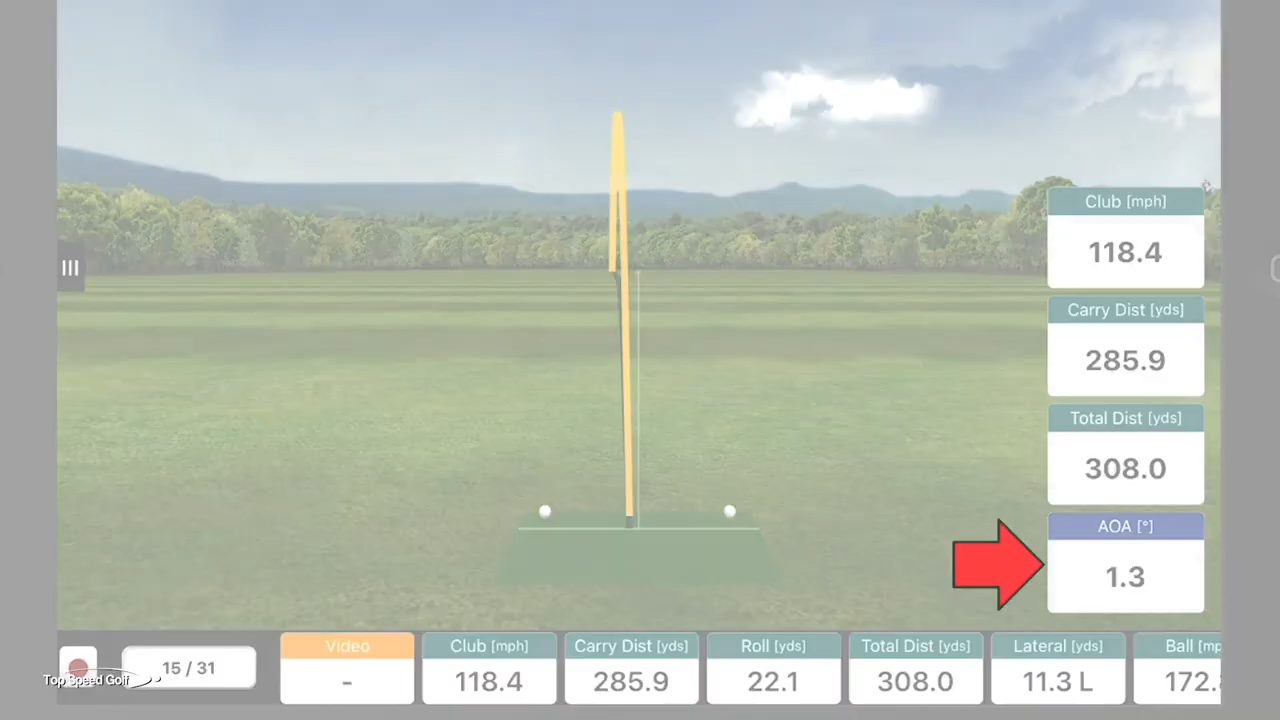 Club [mph]
118.4
Carry Dist [yds]
285.9
Total Dist [yds]
308.0
AOA [°]
1.3
15 / 31
Top Speed Golf
Video
-
Club [mph]
118.4
Carry Dist [yds]
285.9
Roll [yds]
22.1
Total Dist [yds]
308.0
Lateral [yds]
11.3 L
Ball [mp
172.